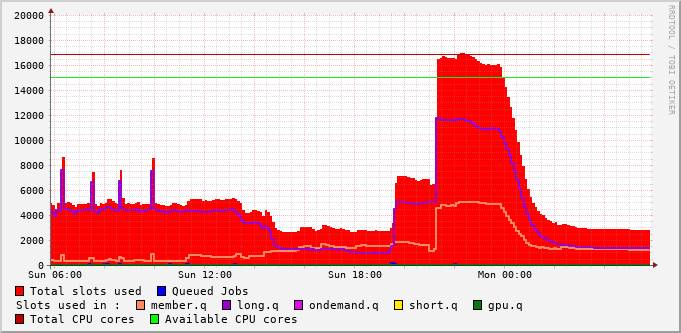 20000
18000
16000
14000
12000
10000
8000
6000
4000
2000
0
Sun 06:00 Sun 12:00 Sun 18:00 Mon 00:00
RRDTOOL / TOBI OETIKER
Total slots used Queued Jobs
Slots used in : member.q long.q ondemand.q short.q gpu.q
Total CPU cores Available CPU cores